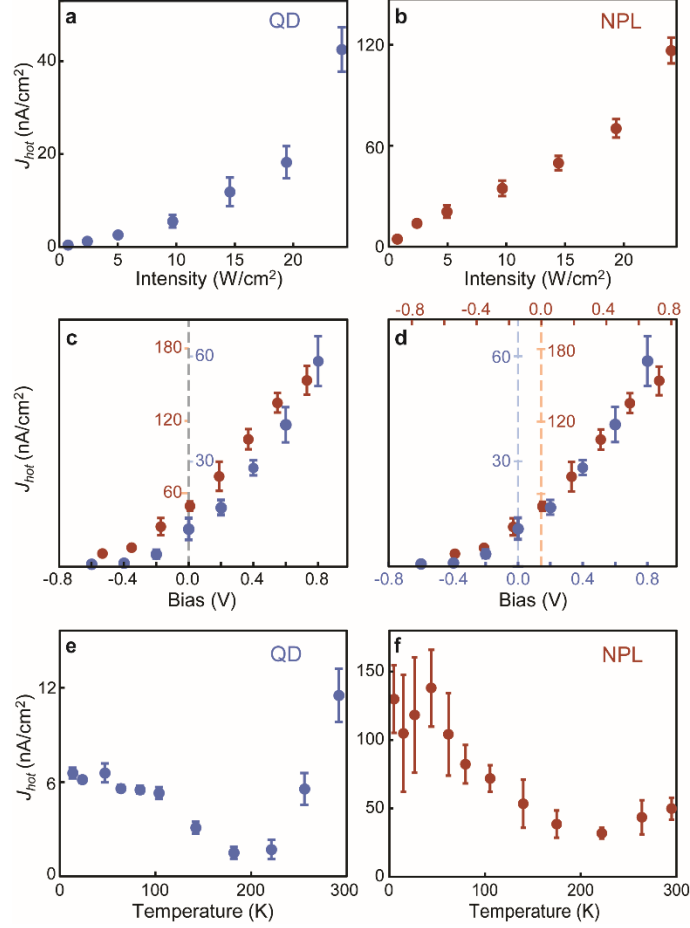 a
QD
40
20
0
0
5
10
15
20
Intensity (W/cm²)
J_hot (nA/cm²)
b
NPL
120
60
0
0
5
10
15
20
Intensity (W/cm²)
c
180
60
120
30
60
-0.8
-0.4
0.0
0.4
0.8
Bias (V)
J_hot (nA/cm²)
-0.8
-0.4
0.0
0.4
0.8
d
60
180
120
30
-0.8
-0.4
0.0
0.4
0.8
Bias (V)
e
QD
12
6
0
0
100
200
300
Temperature (K)
J_hot (nA/cm²)
f
NPL
150
100
50
0
0
100
200
300
Temperature (K)